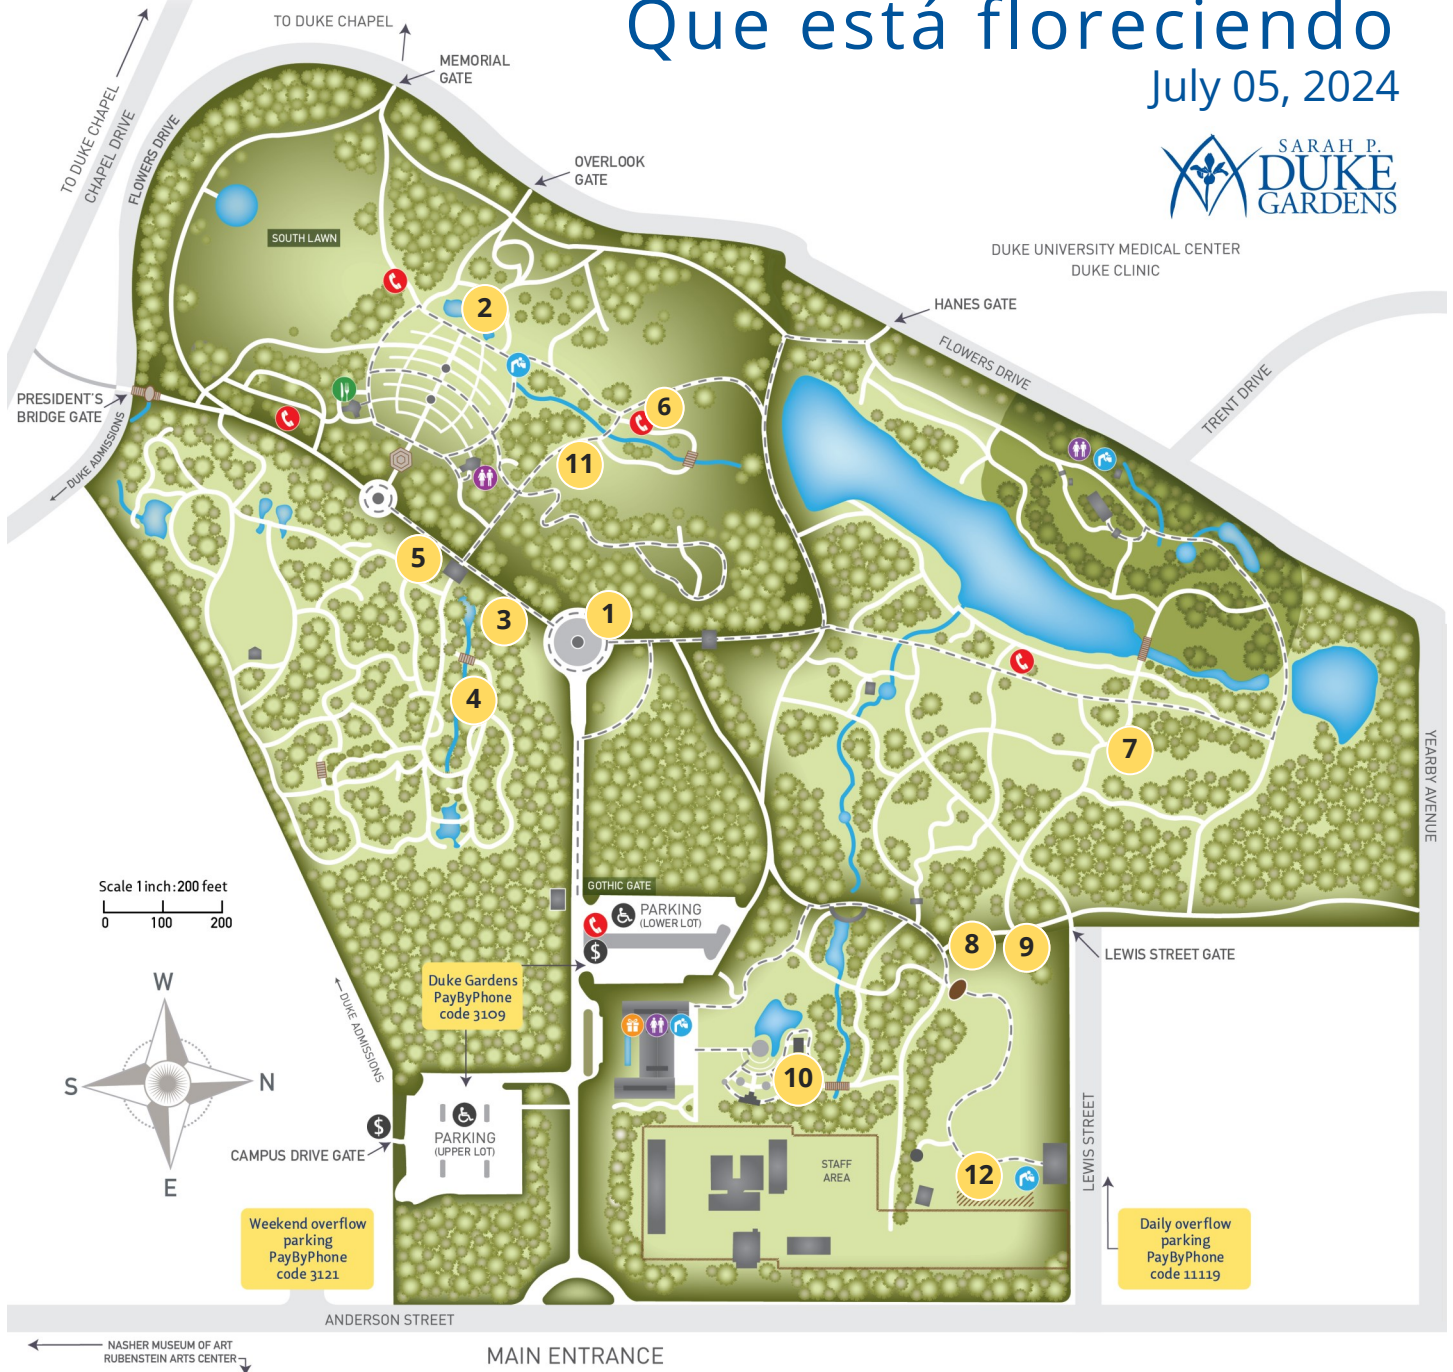 Que está floreciendo
July 05, 2024
SARAH P.
DUKE
GARDENS
TO DUKE CHAPEL
MEMORIAL
GATE
TO DUKE CHAPEL
CHAPEL DRIVE
FLOWERS DRIVE
OVERLOOK
GATE
SOUTH LAWN
DUKE UNIVERSITY MEDICAL CENTER
DUKE CLINIC
HANES GATE
FLOWERS DRIVE
TRENT DRIVE
2
PRESIDENT'S
BRIDGE GATE
DUKE ADMISSIONS
6
11
5
3
1
4
7
YEARBY AVENUE
Scale 1 inch : 200 feet
0 100 200
GOTHIC GATE
PARKING
(LOWER LOT)
$
8
9
LEWIS STREET GATE
W
S
N
E
Duke Gardens
PayByPhone
code 3109
DUKE ADMISSIONS
10
$
CAMPUS DRIVE GATE
PARKING
(UPPER LOT)
STAFF
AREA
12
LEWIS STREET
Weekend overflow
parking
PayByPhone
code 3121
Daily overflow
parking
PayByPhone
code 11119
ANDERSON STREET
NASHER MUSEUM OF ART
RUBENSTEIN ARTS CENTER
MAIN ENTRANCE